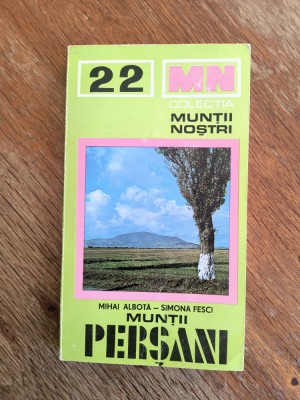 22
MN
COLECȚIA
MUNȚII
NOȘTRI
MIHAI ALBOTĂ – SIMONA FESCI
MUNȚII
PERȘANI